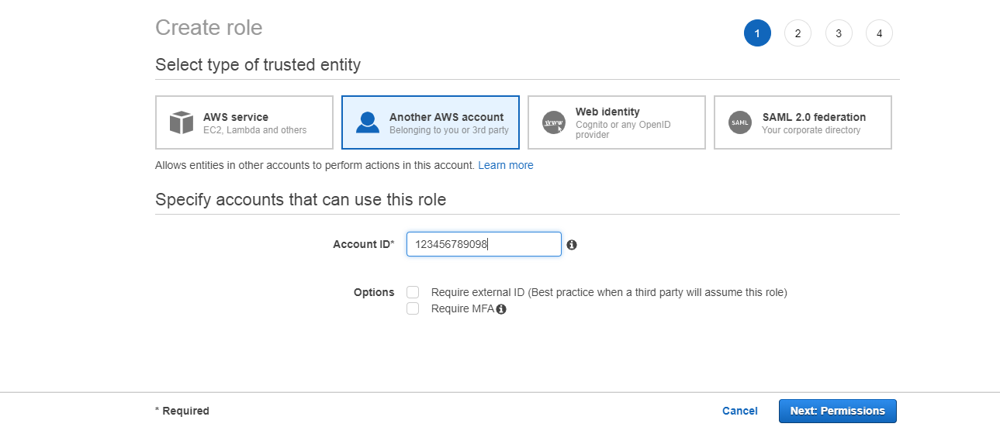 Create role
1 2 3 4
Select type of trusted entity
AWS service
EC2, Lambda and others
Another AWS account
Belonging to you or 3rd party
Web identity
Cognito or any OpenID
provider
SAML
SAML 2.0 federation
Your corporate directory
Allows entities in other accounts to perform actions in this account. Learn more
Specify accounts that can use this role
Account ID* 123456789098
Options Require external ID (Best practice when a third party will assume this role)
Require MFA
* Required
Cancel Next: Permissions
www